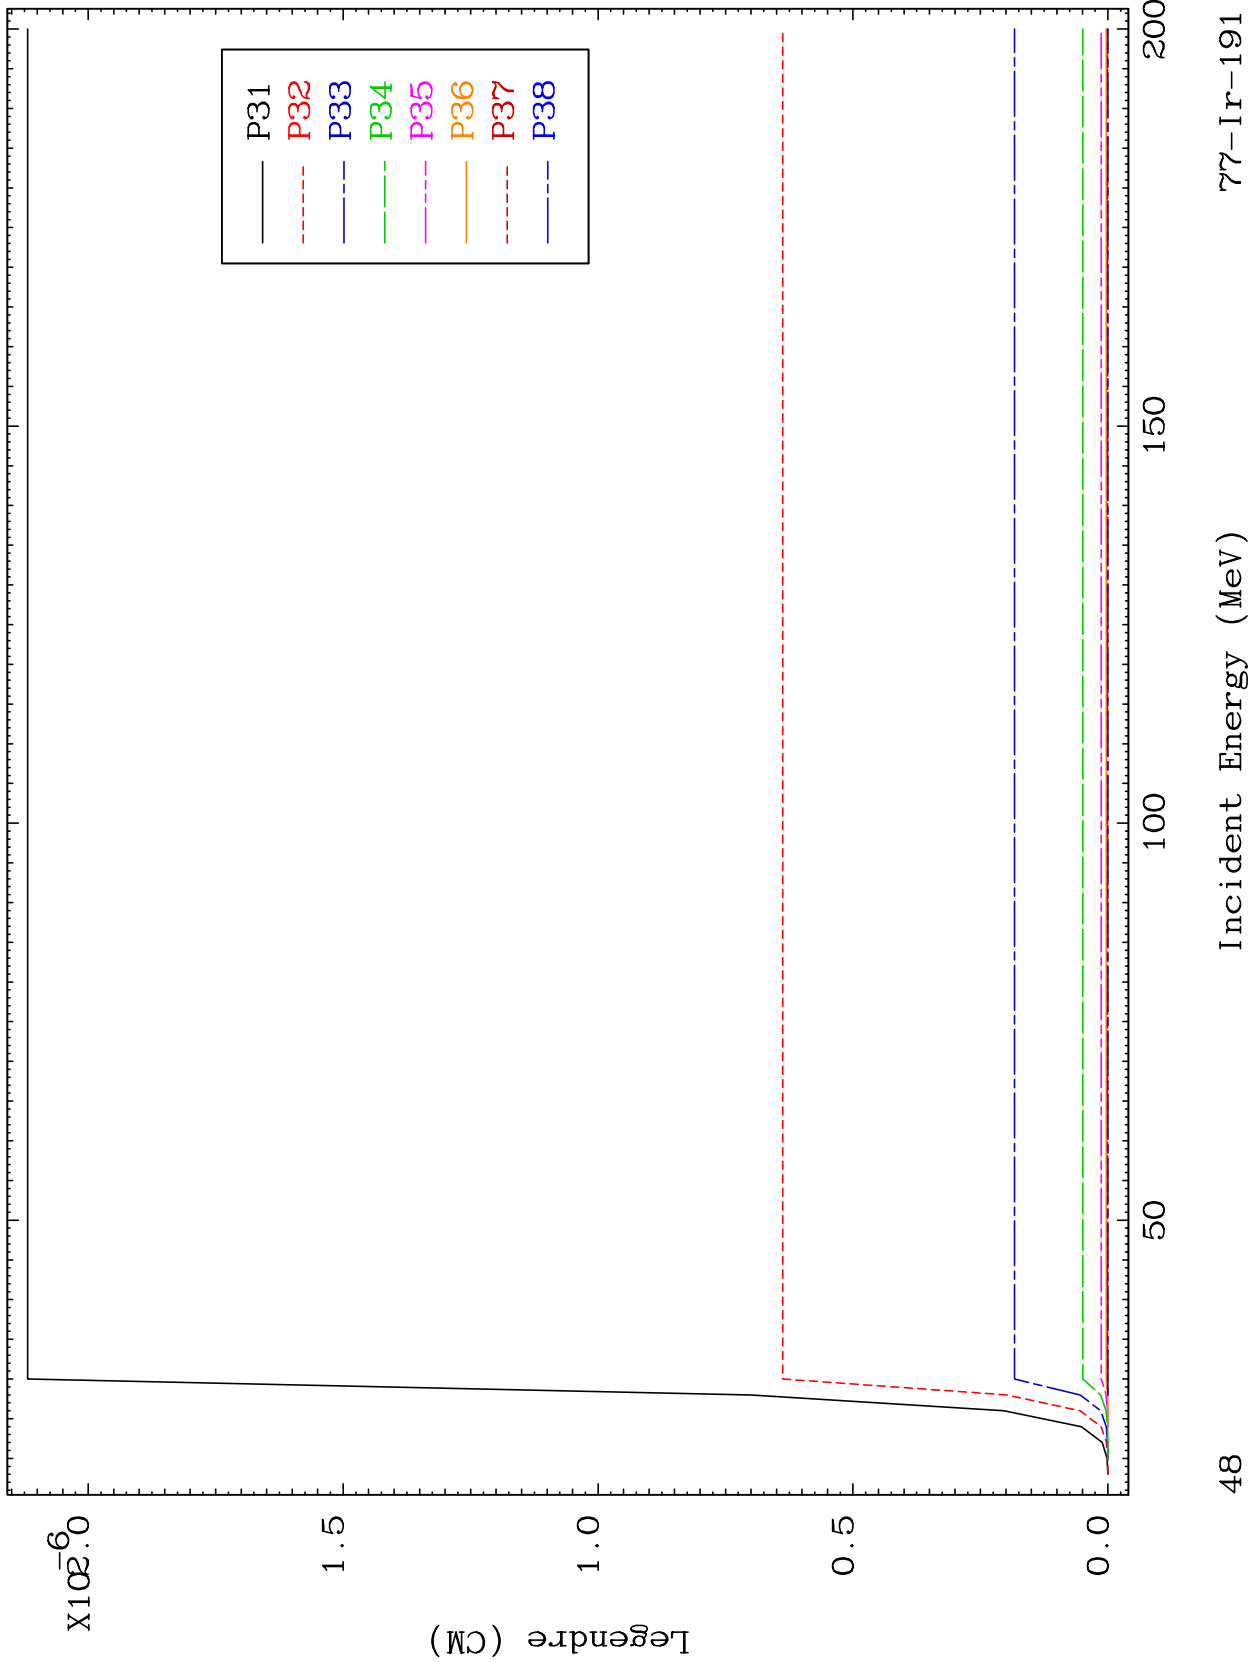 X10-6
2.0
1.5
1.0
0.5
0.0
Legendre (CM)
P31
P32
P33
P34
P35
P36
P37
P38
50
100
150
200
48
Incident Energy (MeV)
77-Ir-191